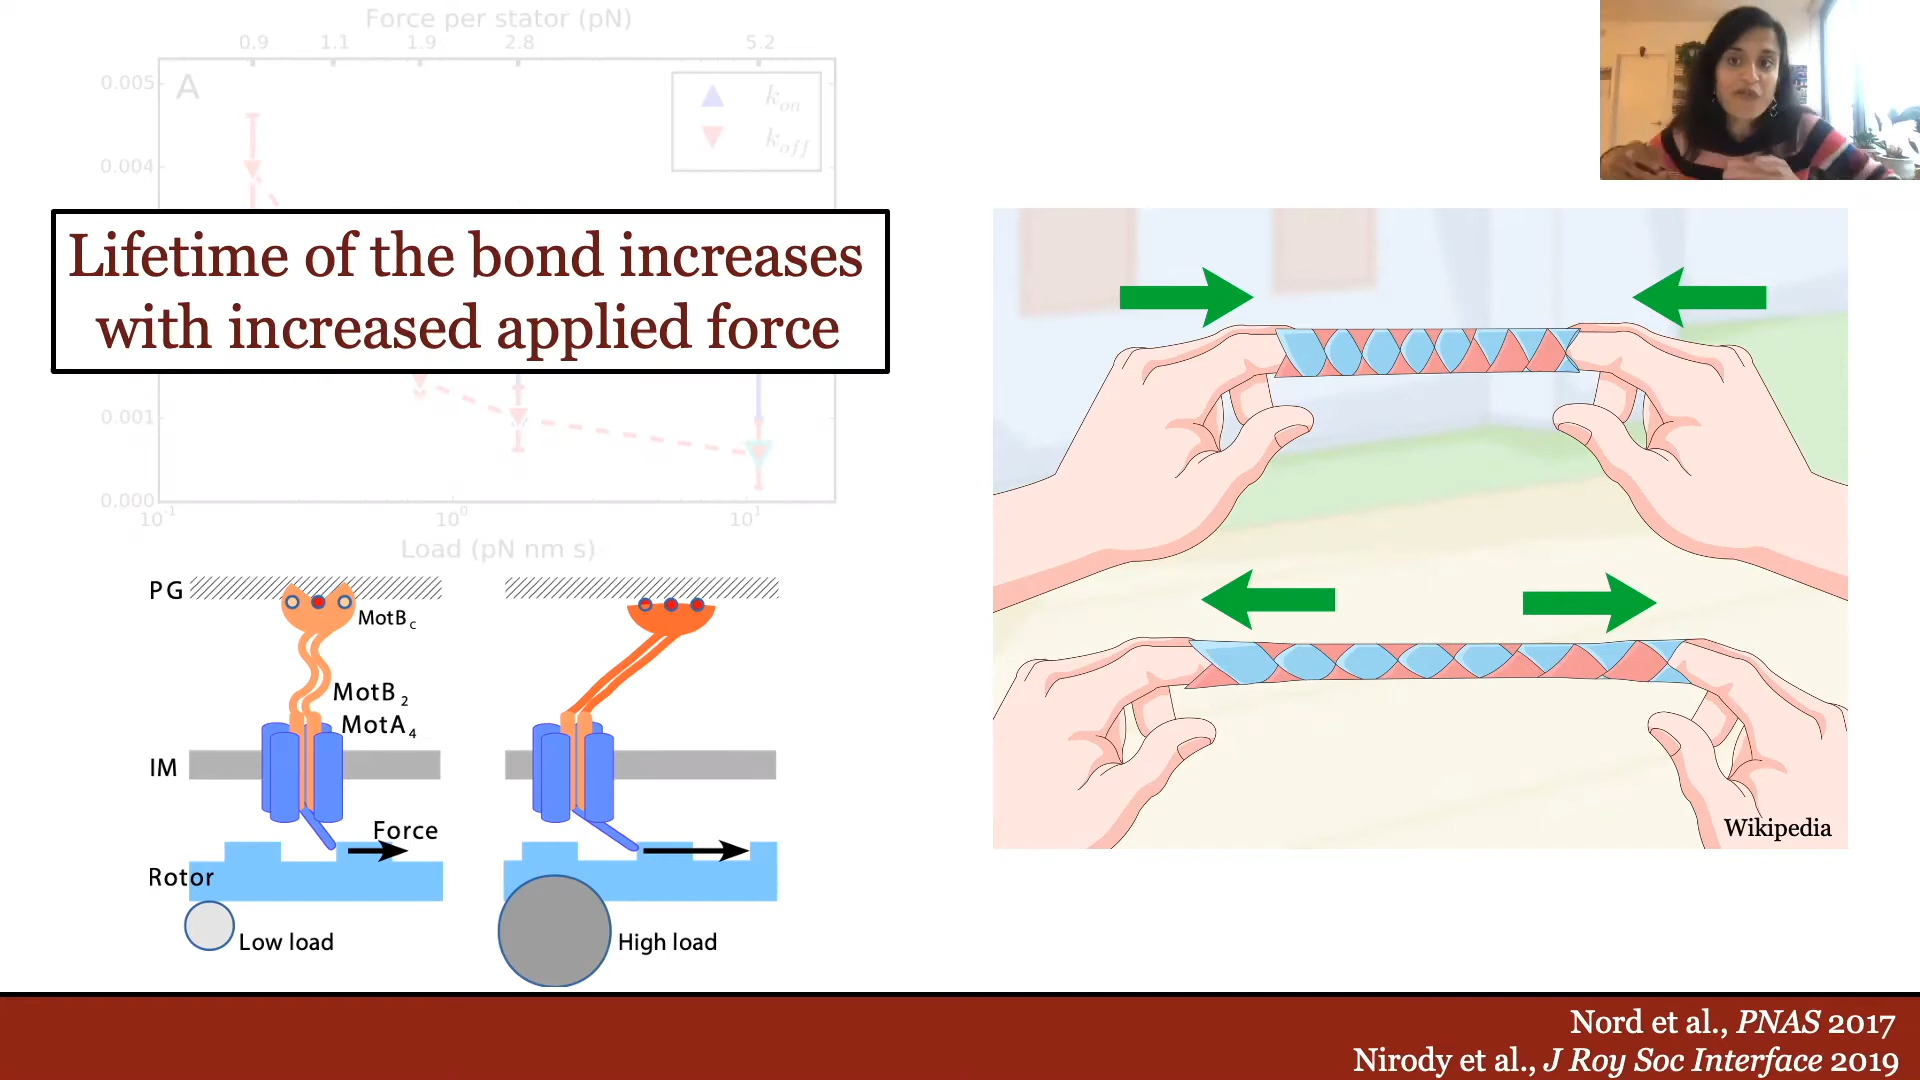 Force per stator (pN)
0.9 1.1 1.9 2.8 5.2
0.005
A
k_on
k_off
0.004
Lifetime of the bond increases
with increased applied force
0.001
0.000
10^-1 10^0 10^1
Load (pN nm s)
PG
MotB_C
MotB_2
MotA_4
IM
Force
Rotor
Low load
High load
Wikipedia
Nord et al., PNAS 2017
Nirody et al., J Roy Soc Interface 2019